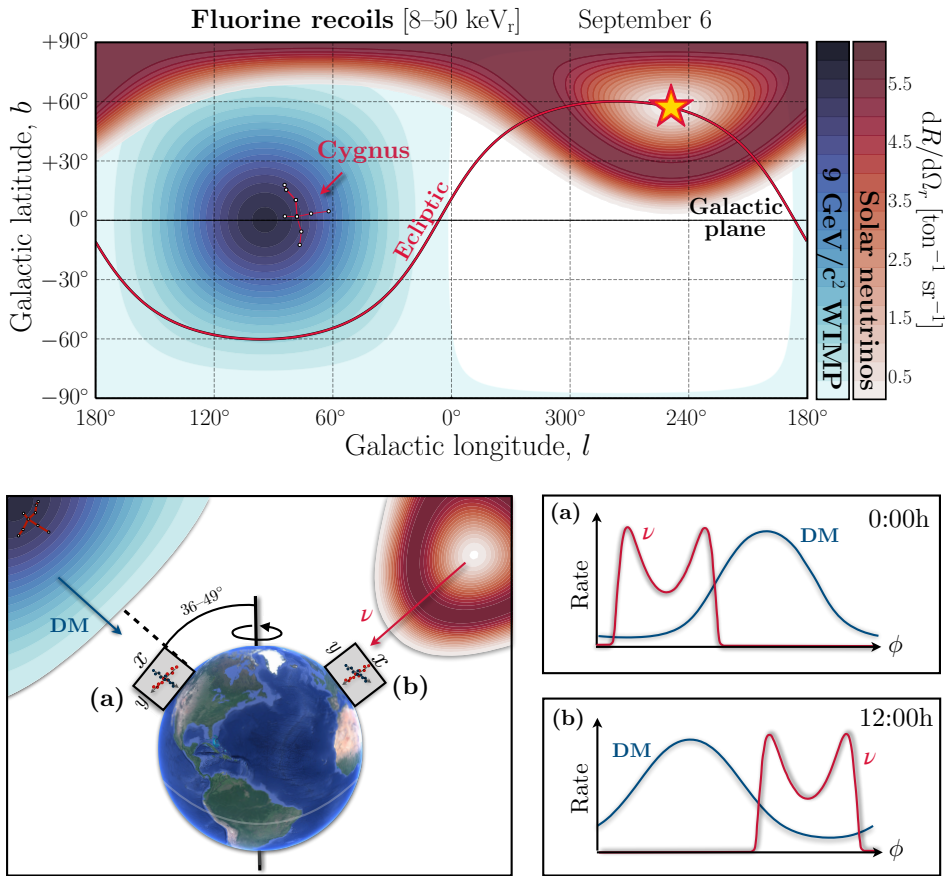 Fluorine recoils [8–50 keV_r] September 6
+90°
+60°
+30°
0°
−30°
−60°
−90°
Galactic latitude, b
Cygnus
Ecliptic
Galactic
plane
180° 120° 60° 0° 300° 240° 180°
Galactic longitude, l
9 GeV/c² WIMP
Solar neutrinos
5.5
4.5
3.5
2.5
1.5
0.5
dR/dΩ_r [ton⁻¹ sr⁻¹]
DM
36–49°
ν
x
y
(a)
y
x
(b)
(a)
0:00h
ν
DM
Rate
ϕ
(b)
12:00h
DM
ν
Rate
ϕ